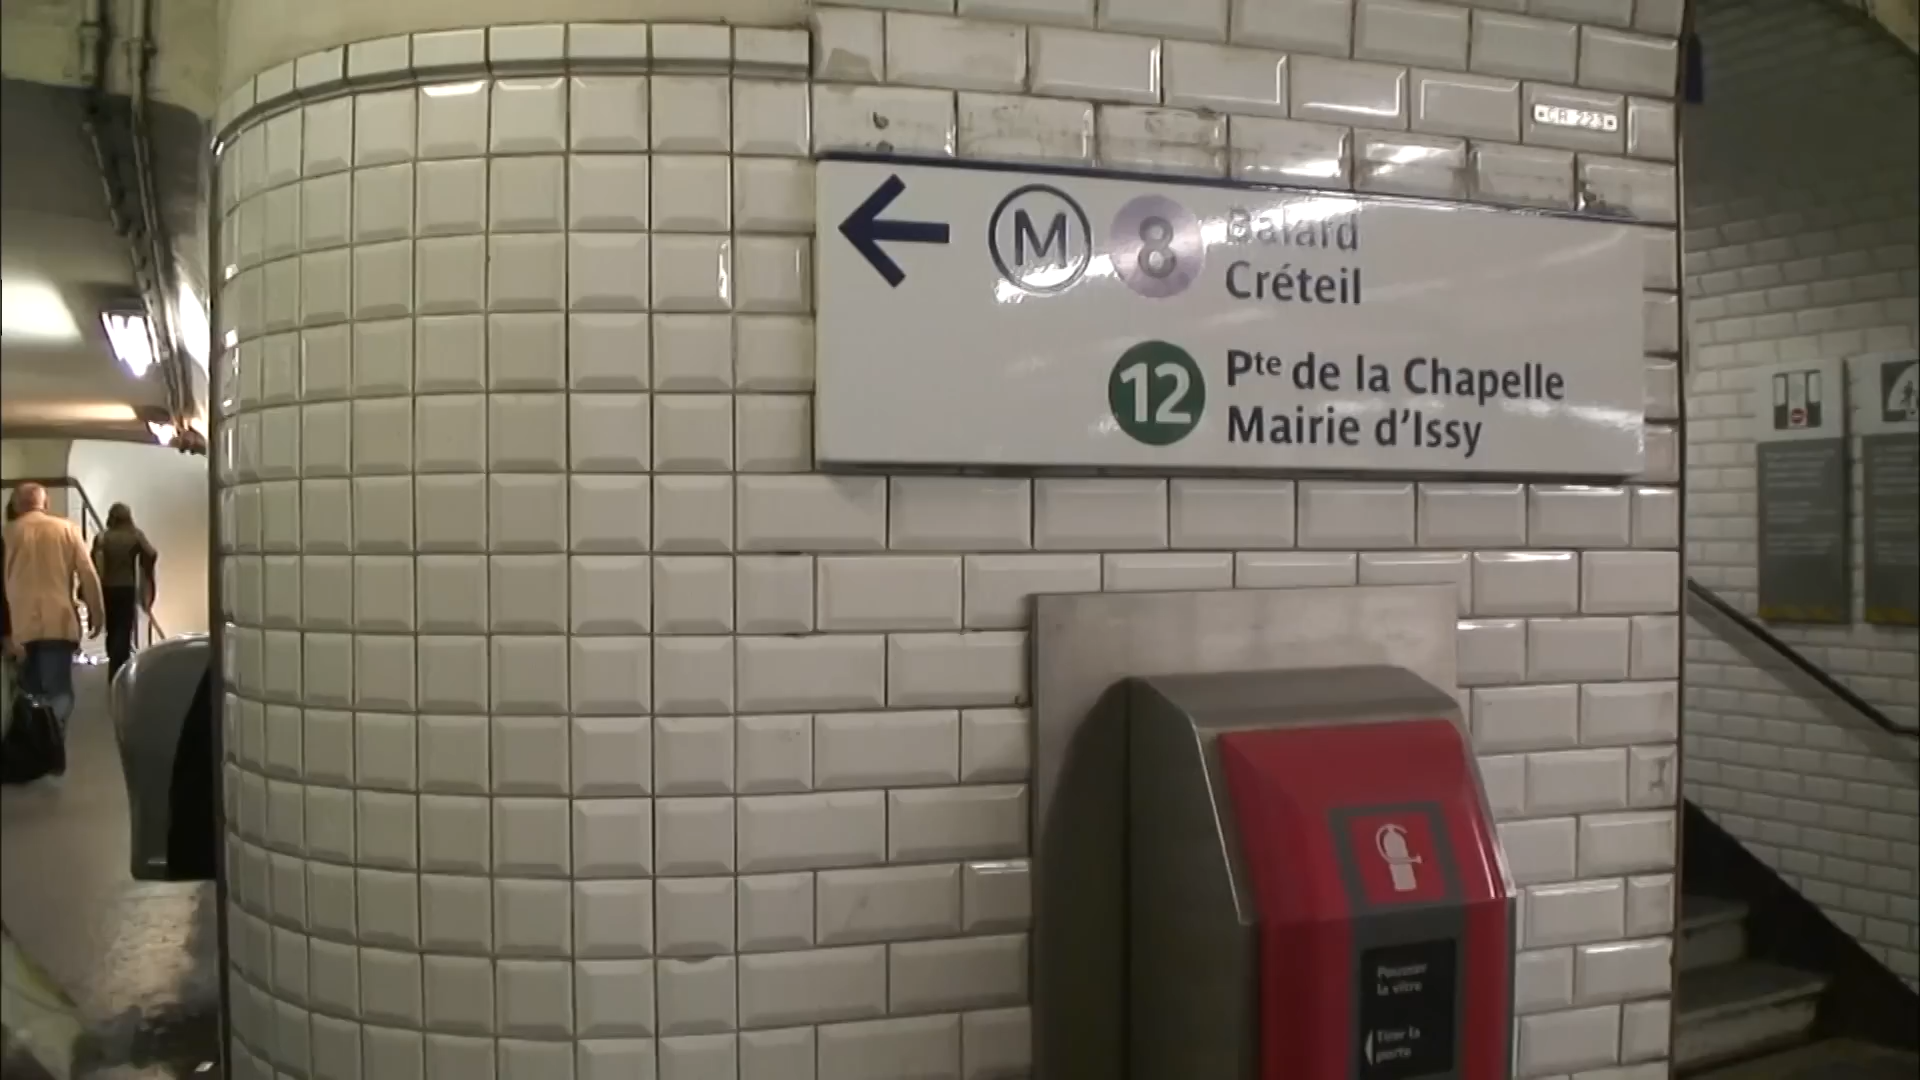 CR 223
M 8 Balard
Créteil
12 Pte de la Chapelle
Mairie d'Issy
Pousser
la vitre
Tirer la
porte